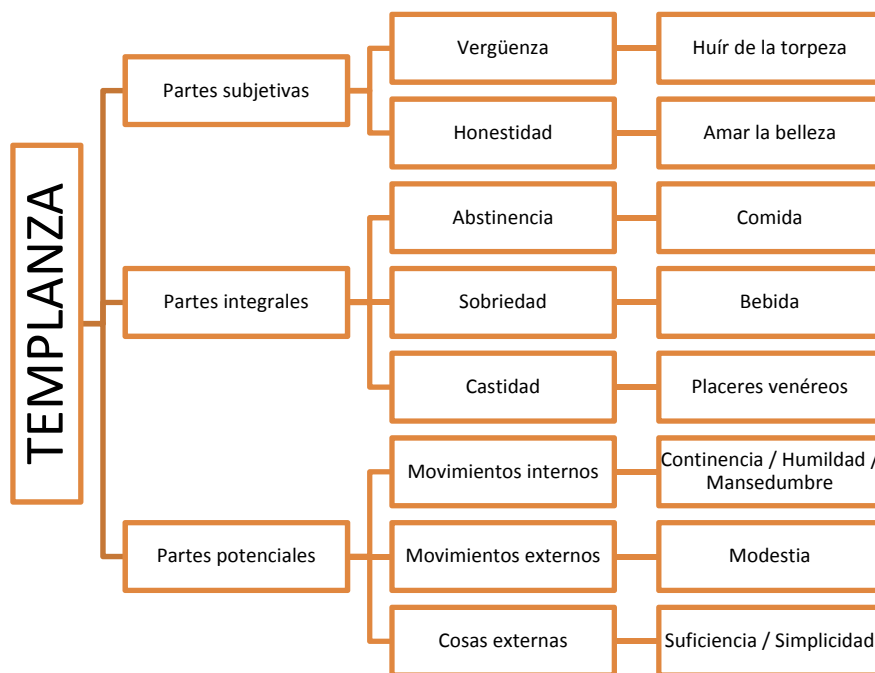 TEMPLANZA
Partes subjetivas
Vergüenza
Huír de la torpeza
Honestidad
Amar la belleza
Partes integrales
Abstinencia
Comida
Sobriedad
Bebida
Castidad
Placeres venéreos
Partes potenciales
Movimientos internos
Continencia / Humildad /
Mansedumbre
Movimientos externos
Modestia
Cosas externas
Suficiencia / Simplicidad